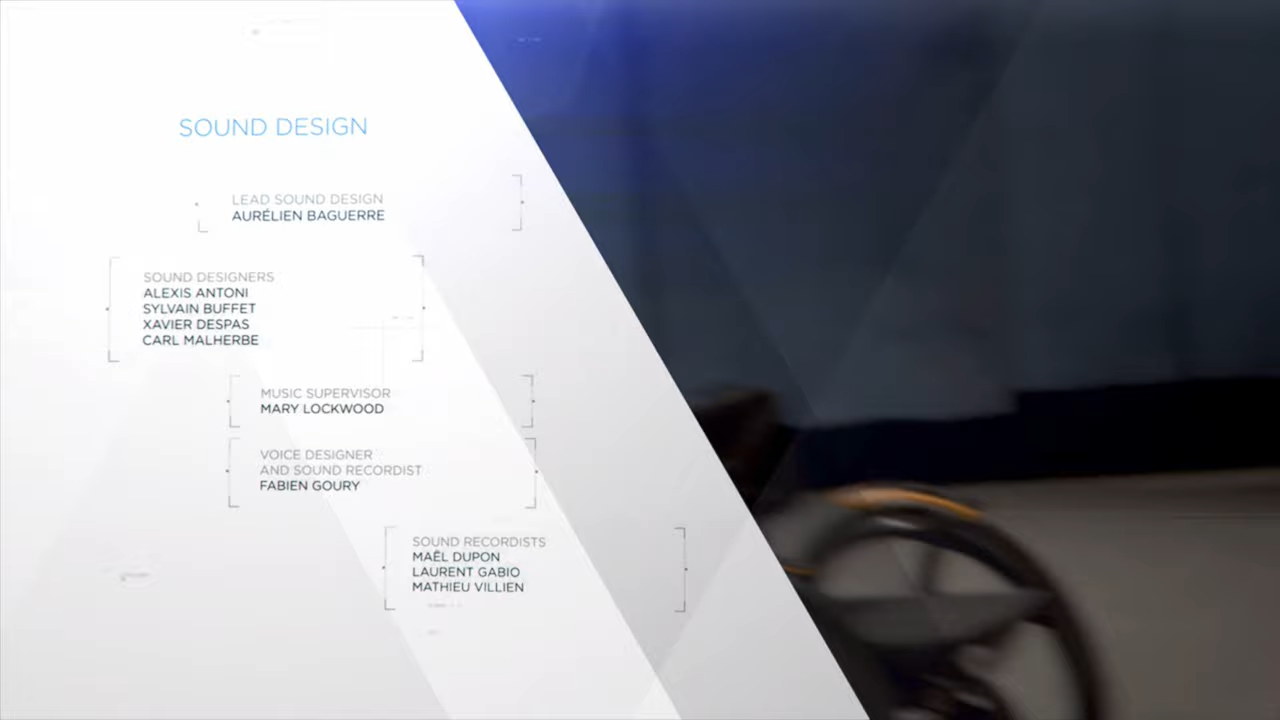 SOUND DESIGN
LEAD SOUND DESIGN
AURÉLIEN BAGUERRE
SOUND DESIGNERS
ALEXIS ANTONI
SYLVAIN BUFFET
XAVIER DESPAS
CARL MALHERBE
MUSIC SUPERVISOR
MARY LOCKWOOD
VOICE DESIGNER
AND SOUND RECORDIST
FABIEN GOURY
SOUND RECORDISTS
MAËL DUPON
LAURENT GABIO
MATHIEU VILLIEN